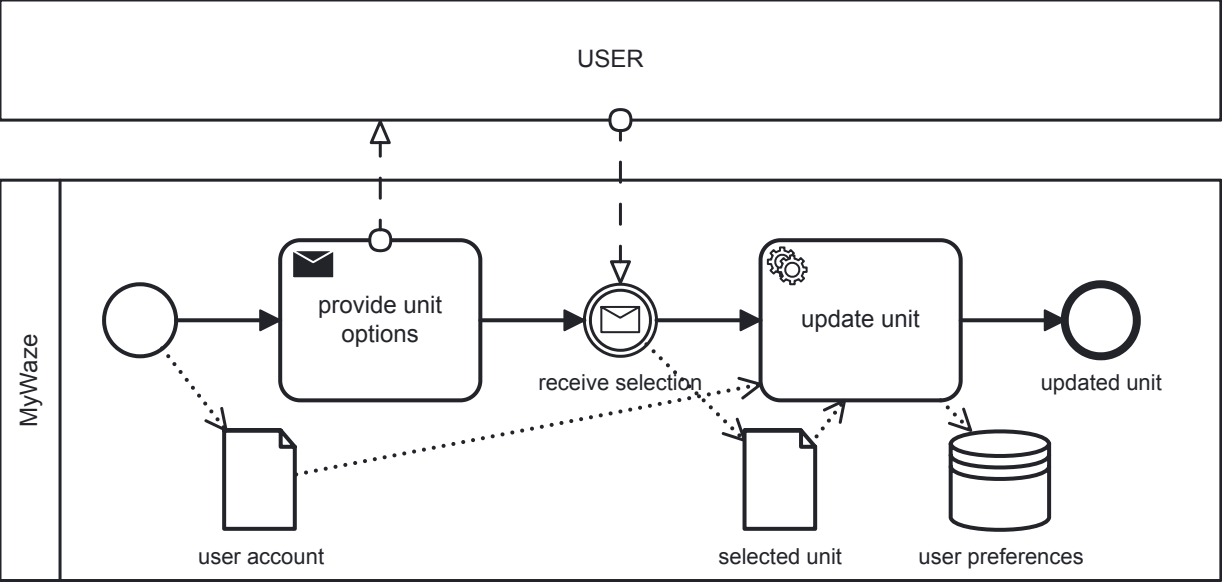 USER
MyWaze
provide unit
options
update unit
receive selection
updated unit
user account
selected unit
user preferences